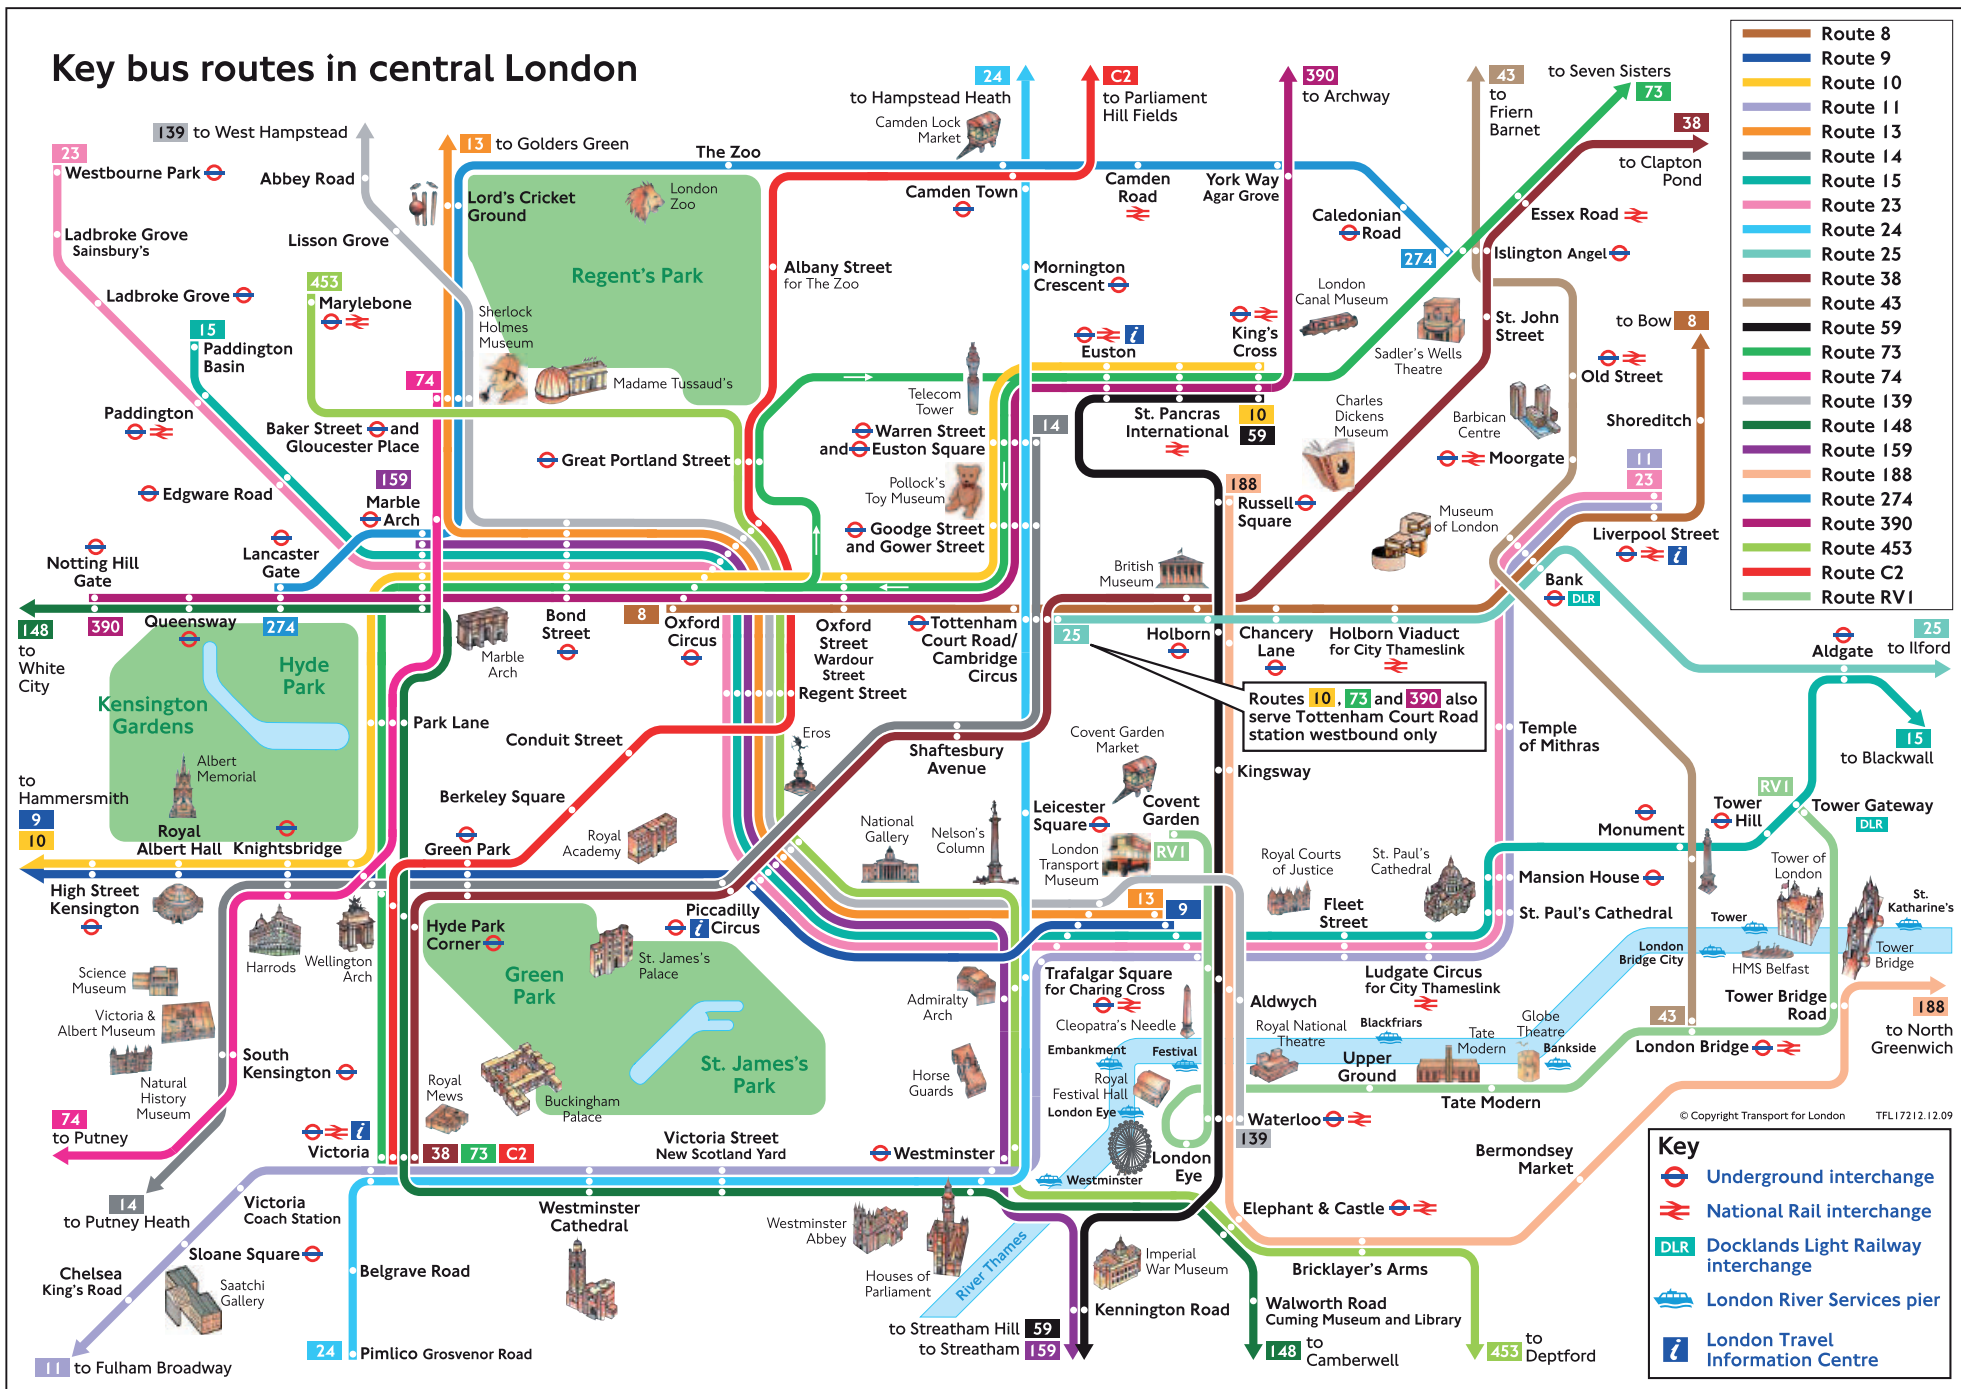 Key bus routes in central London
Route 8
Route 9
Route 10
Route 11
Route 13
Route 14
Route 15
Route 23
Route 24
Route 25
Route 38
Route 43
Route 59
Route 73
Route 74
Route 139
Route 148
Route 159
Route 188
Route 274
Route 390
Route 453
Route C2
Route RV1
24
to Hampstead Heath
Camden Lock
Market
C2
to Parliament
Hill Fields
390
to Archway
43
to
Friern
Barnet
to Seven Sisters
73
38
to Clapton
Pond
139 to West Hampstead
13 to Golders Green
23
Westbourne Park
Abbey Road
The Zoo
Lord's Cricket
Ground
London
Zoo
Camden Town
Camden
Road
York Way
Agar Grove
Caledonian
Road
274
Essex Road
Islington Angel
Ladbroke Grove
Sainsbury's
Lisson Grove
Regent's Park
Albany Street
for The Zoo
Mornington
Crescent
London
Canal Museum
Ladbroke Grove
453
Marylebone
Sherlock
Holmes
Museum
Madame Tussaud's
15
Paddington
Basin
Euston
King's
Cross
Sadler's Wells
Theatre
St. John
Street
to Bow 8
Old Street
74
Telecom
Tower
14
St. Pancras
International
10
59
Charles
Dickens
Museum
Barbican
Centre
Shoreditch
Paddington
Baker Street and
Gloucester Place
Great Portland Street
Warren Street
and Euston Square
Moorgate
11
23
Edgware Road
159
Marble
Arch
Pollock's
Toy Museum
188
Russell
Square
Museum
of London
Liverpool Street
Goodge Street
and Gower Street
Notting Hill
Gate
Lancaster
Gate
British
Museum
Bank
DLR
148
to
White
City
390
Queensway
274
Marble
Arch
Bond
Street
8
Oxford
Circus
Oxford
Street
Wardour
Street
Tottenham
Court Road/
Cambridge
Circus
25
Holborn
Chancery
Lane
Holborn Viaduct
for City Thameslink
Aldgate
25
to Ilford
Hyde
Park
Kensington
Gardens
Routes 10, 73 and 390 also
serve Tottenham Court Road
station westbound only
Park Lane
Regent Street
Conduit Street
Eros
Shaftesbury
Avenue
Covent Garden
Market
Kingsway
Temple
of Mithras
15
to Blackwall
Albert
Memorial
to
Hammersmith
9
10
Royal
Albert Hall
Knightsbridge
Berkeley Square
Green Park
Royal
Academy
National
Gallery
Nelson's
Column
Leicester
Square
Covent
Garden
London
Transport
Museum
RV1
RV1
Tower Gateway
DLR
Tower
Hill
Monument
Royal Courts
of Justice
St. Paul's
Cathedral
Mansion House
Tower of
London
High Street
Kensington
Harrods
Wellington
Arch
Hyde Park
Corner
Piccadilly
Circus
13
9
Fleet
Street
St. Paul's Cathedral
Tower
St.
Katharine's
London
Bridge City
HMS Belfast
Tower
Bridge
Science
Museum
Green
Park
St. James's
Palace
Admiralty
Arch
Trafalgar Square
for Charing Cross
Ludgate Circus
for City Thameslink
Victoria &
Albert Museum
Cleopatra's Needle
Aldwych
Royal National
Theatre
Blackfriars
Globe
Theatre
43
Tower Bridge
Road
188
to North
Greenwich
Natural
History
Museum
South
Kensington
Royal
Mews
Buckingham
Palace
St. James's
Park
Horse
Guards
Embankment
Festival
Royal
Festival Hall
Upper
Ground
Tate
Modern
Bankside
London Bridge
74
to Putney
London Eye
Waterloo
139
Tate Modern
© Copyright Transport for London
TFL17212.12.09
Victoria
38
73
C2
Victoria Street
New Scotland Yard
Westminster
Westminster
London
Eye
Bermondsey
Market
14
to Putney Heath
Victoria
Coach Station
Westminster
Cathedral
Westminster
Abbey
Elephant & Castle
Sloane Square
Belgrave Road
Houses of
Parliament
River Thames
Imperial
War Museum
Bricklayer's Arms
Chelsea
King's Road
Saatchi
Gallery
Kennington Road
Walworth Road
Cuming Museum and Library
to Streatham Hill 59
to Streatham 159
148 to
Camberwell
453 to
Deptford
11 to Fulham Broadway
24
Pimlico Grosvenor Road
Key
Underground interchange
National Rail interchange
DLR
Docklands Light Railway
interchange
London River Services pier
London Travel
Information Centre